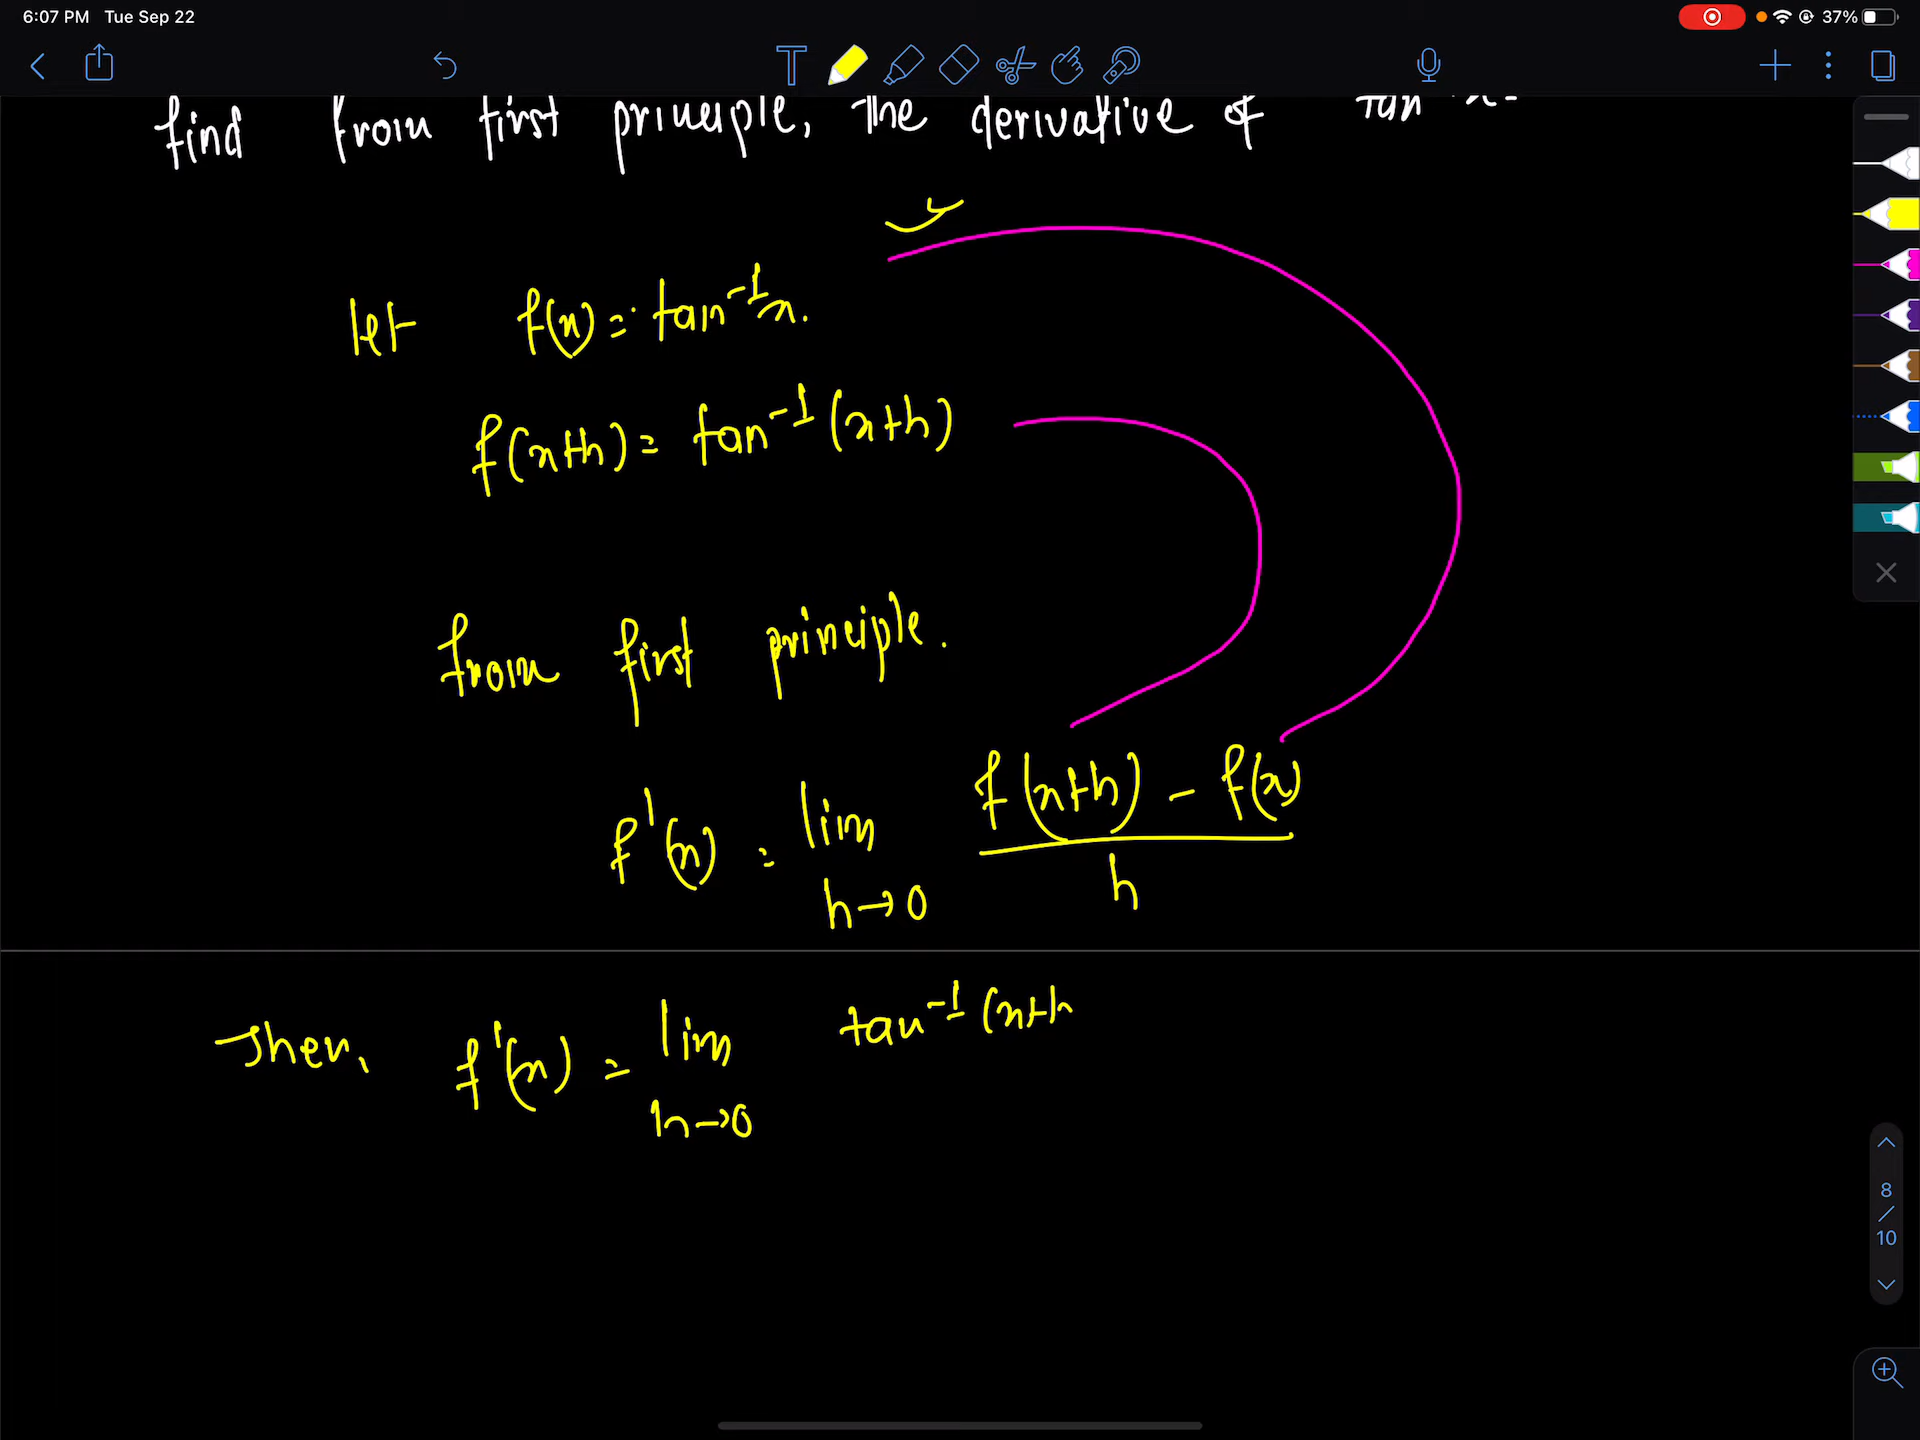 6:07 PM Tue Sep 22 37%
T
find from first principle, The derivative of tan⁻¹x.
let f(x) = tan⁻¹x.
f(x+h) = tan⁻¹(x+h)
from first principle.
f'(x) = lim h→0 f(x+h) - f(x) / h
Then, f'(x) = lim h→0 tan⁻¹(x+h
8
/
10